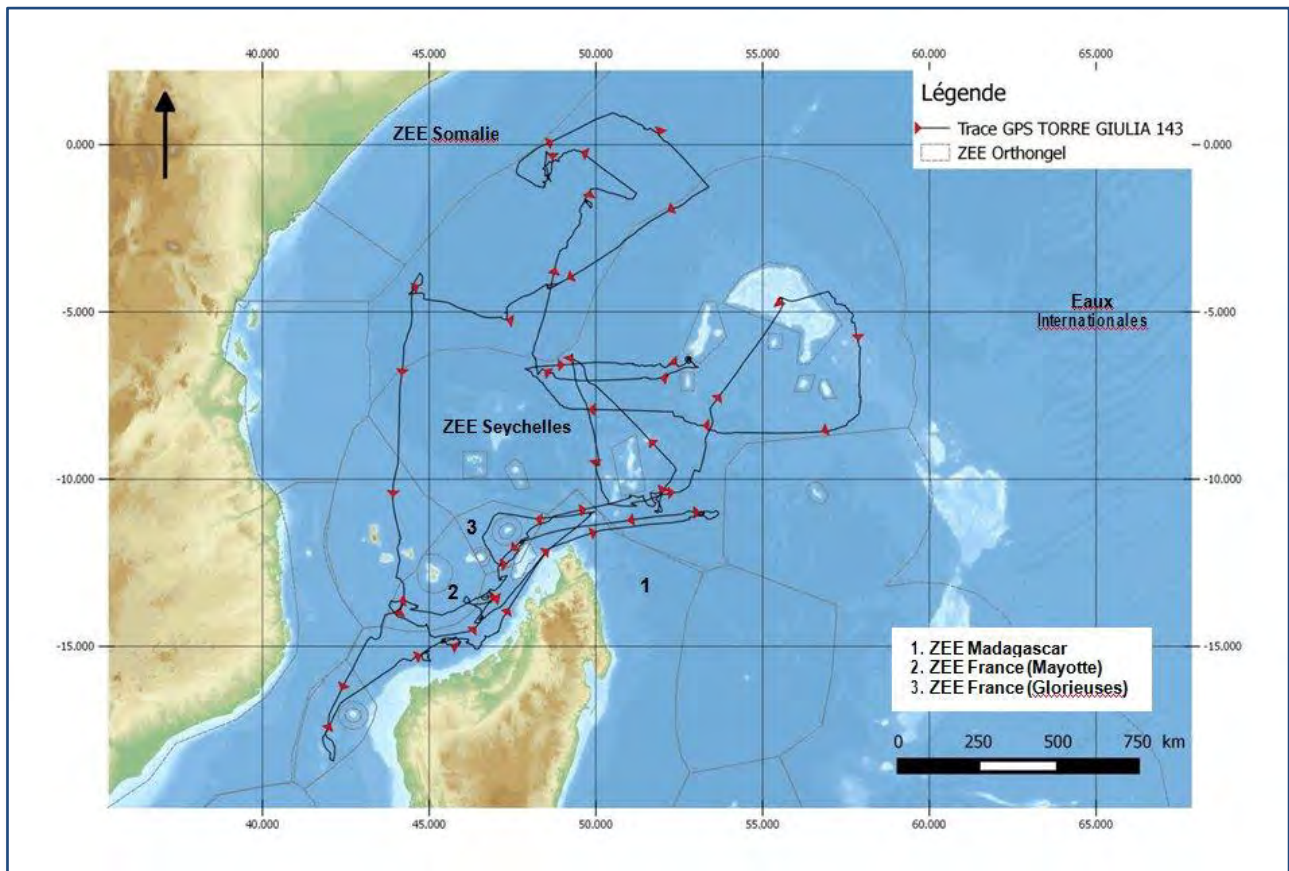 40.000 45.000 50.000 55.000 60.000 65.000
Légende
Trace GPS TORRE GIULIA 143
ZEE Orthongel
ZEE Somalie
0.000 0.000
-5.000 -5.000
Eaux
Internationales
ZEE Seychelles
-10.000 -10.000
3
2
1
-15.000 -15.000
1. ZEE Madagascar
2. ZEE France (Mayotte)
3. ZEE France (Glorieuses)
0 250 500 750 km
40.000 45.000 50.000 55.000 60.000 65.000